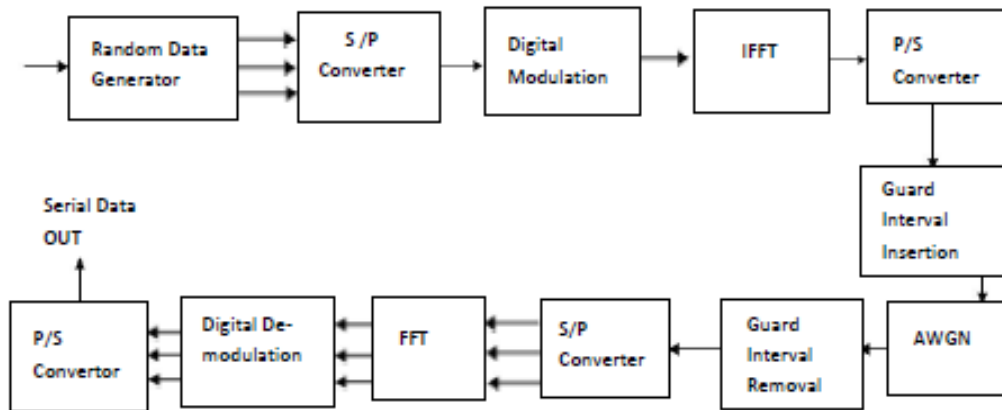 Random Data
Generator
S /P
Converter
Digital
Modulation
IFFT
P/S
Converter
Guard
Interval
Insertion
Serial Data
OUT
P/S
Convertor
Digital De-
modulation
FFT
S/P
Converter
Guard
Interval
Removal
AWGN